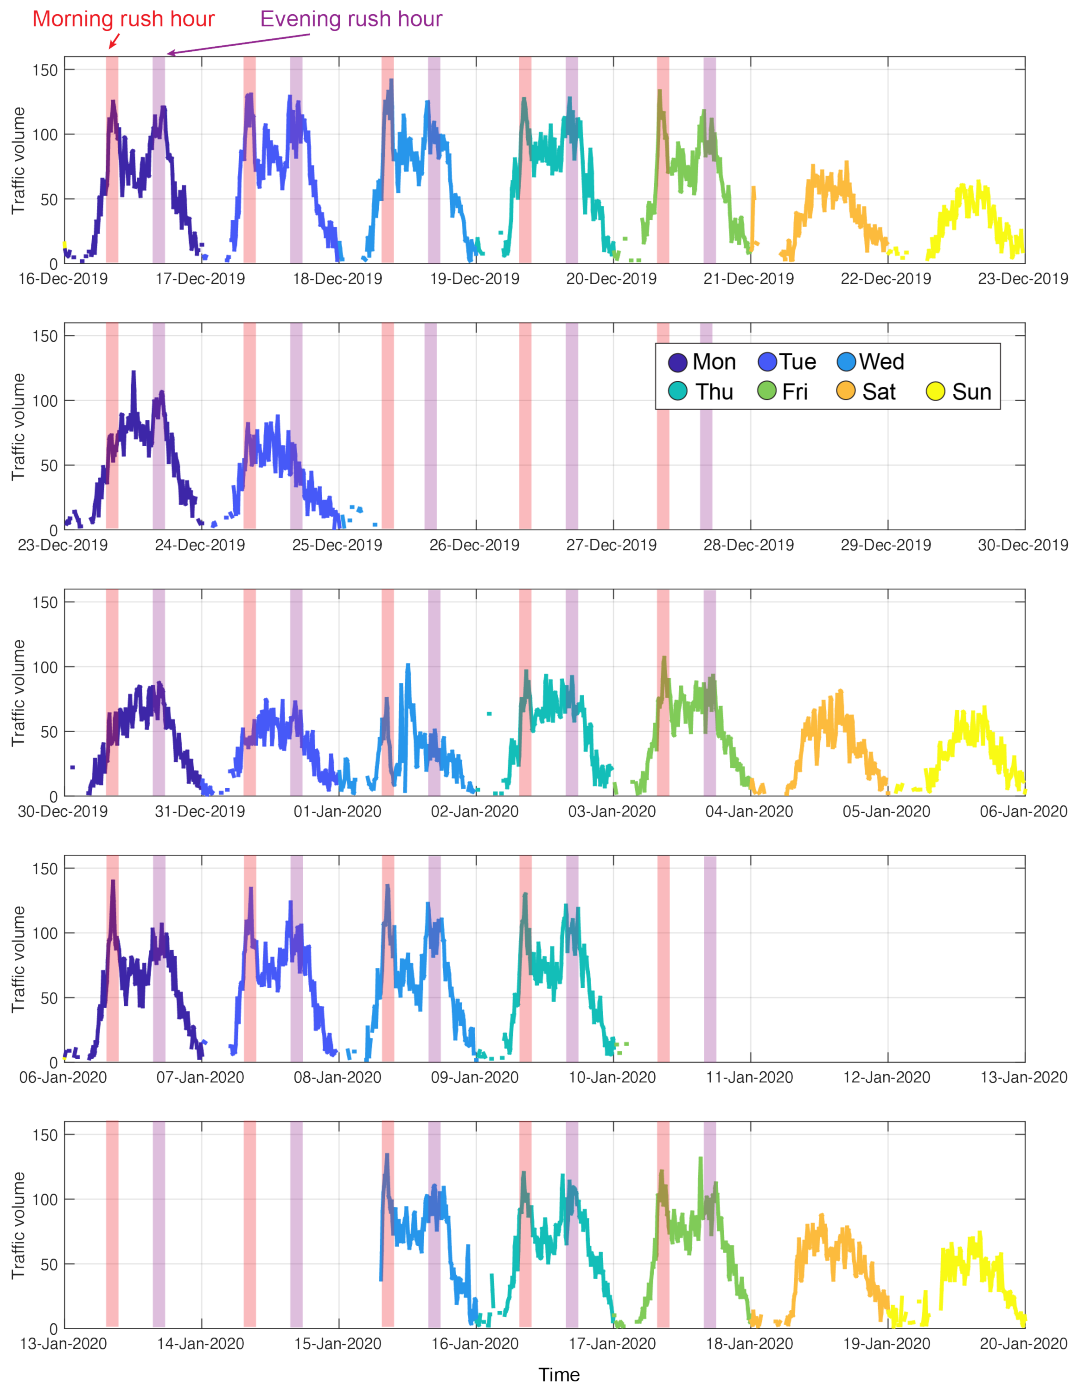 Morning rush hour Evening rush hour
150
100
50
0
Traffic volume
16-Dec-2019 17-Dec-2019 18-Dec-2019 19-Dec-2019 20-Dec-2019 21-Dec-2019 22-Dec-2019 23-Dec-2019
150
100
50
0
Traffic volume
Mon Tue Wed
Thu Fri Sat Sun
23-Dec-2019 24-Dec-2019 25-Dec-2019 26-Dec-2019 27-Dec-2019 28-Dec-2019 29-Dec-2019 30-Dec-2019
150
100
50
0
Traffic volume
30-Dec-2019 31-Dec-2019 01-Jan-2020 02-Jan-2020 03-Jan-2020 04-Jan-2020 05-Jan-2020 06-Jan-2020
150
100
50
0
Traffic volume
06-Jan-2020 07-Jan-2020 08-Jan-2020 09-Jan-2020 10-Jan-2020 11-Jan-2020 12-Jan-2020 13-Jan-2020
150
100
50
0
Traffic volume
13-Jan-2020 14-Jan-2020 15-Jan-2020 16-Jan-2020 17-Jan-2020 18-Jan-2020 19-Jan-2020 20-Jan-2020
Time